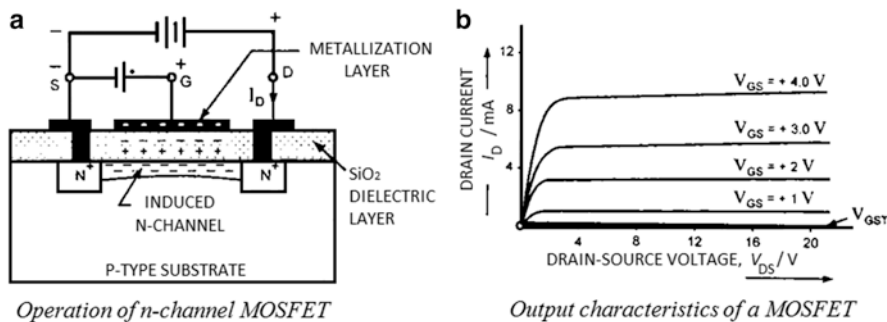 a
− +
− +
S G D
I_D
METALLIZATION
LAYER
− − − − − −
+ + + + + +
N⁺ N⁺
SiO₂
DIELECTRIC
LAYER
INDUCED
N-CHANNEL
P-TYPE SUBSTRATE
Operation of n-channel MOSFET
b
DRAIN CURRENT
I_D / mA
12
8
4
0
4 8 12 16 20
V_GS = + 4.0 V
V_GS = + 3.0 V
V_GS = + 2 V
V_GS = + 1 V
V_GST
DRAIN-SOURCE VOLTAGE, V_DS / V
Output characteristics of a MOSFET